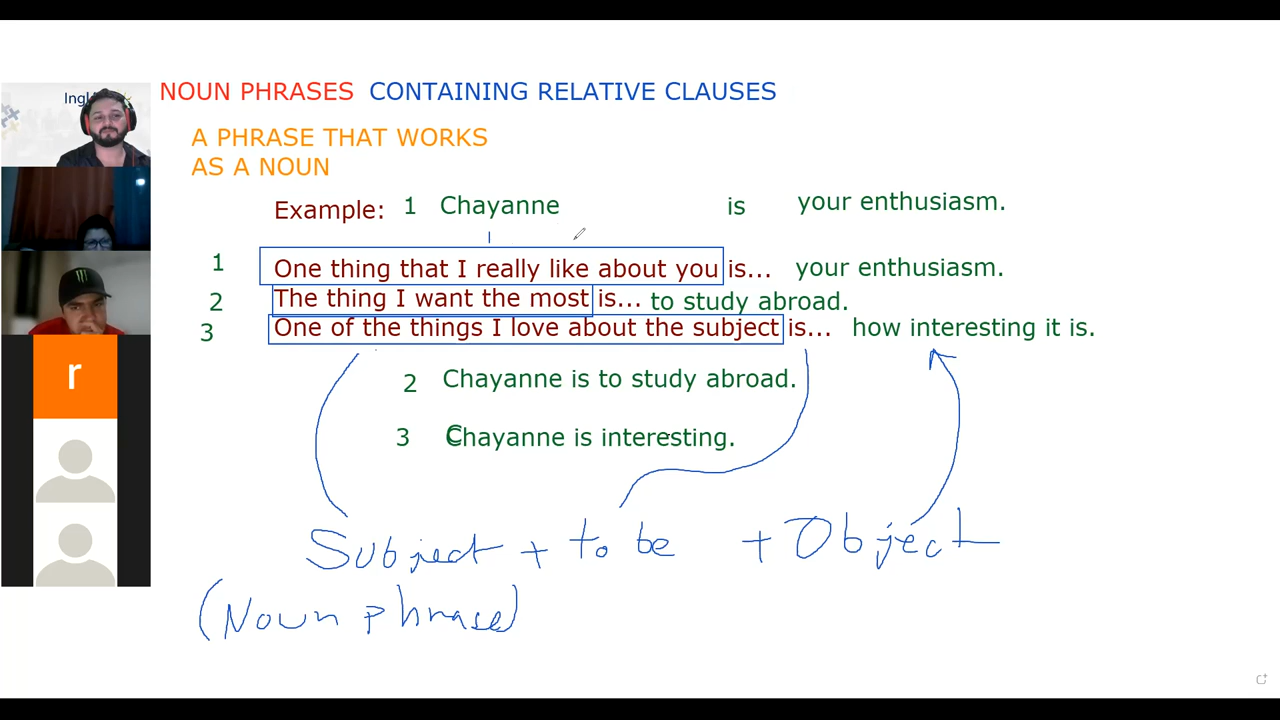 NOUN PHRASES CONTAINING RELATIVE CLAUSES
A PHRASE THAT WORKS
AS A NOUN
Example: 1 Chayanne is your enthusiasm.
1 One thing that I really like about you is... your enthusiasm.
2 The thing I want the most is... to study abroad.
3 One of the things I love about the subject is... how interesting it is.
2 Chayanne is to study abroad.
3 Chayanne is interesting.
Subject + to be + Object
(Noun phrase)
r